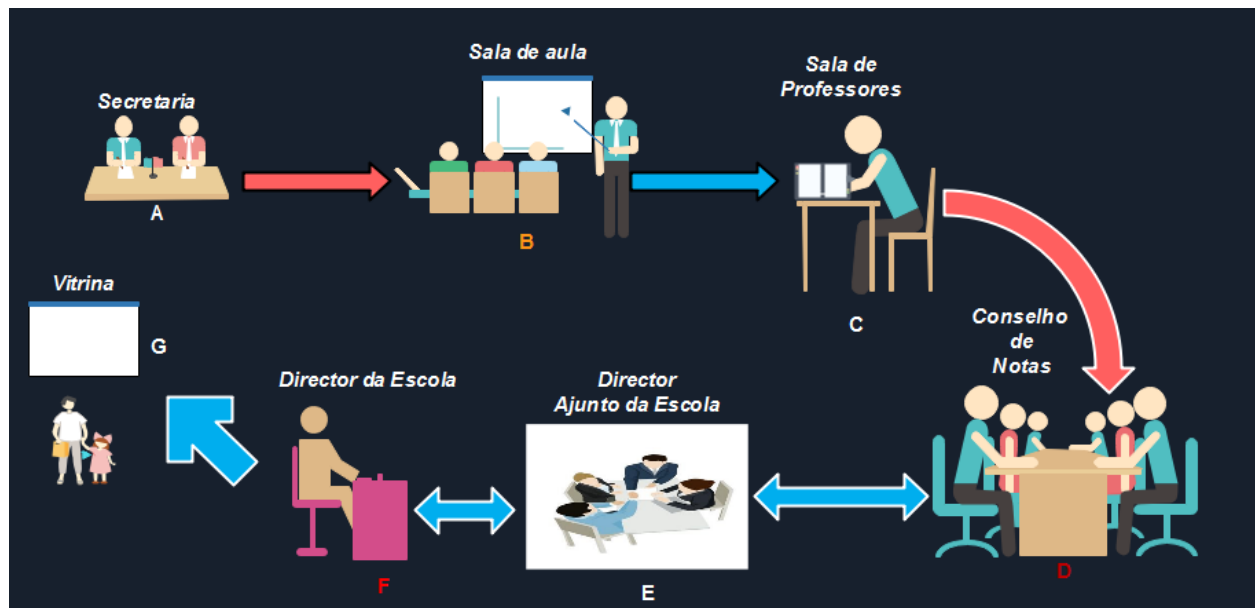 Secretaria
A
Sala de aula
B
Sala de
Professores
C
Conselho
de
Notas
D
Director
Ajunto da Escola
E
Director da Escola
F
Vitrina
G